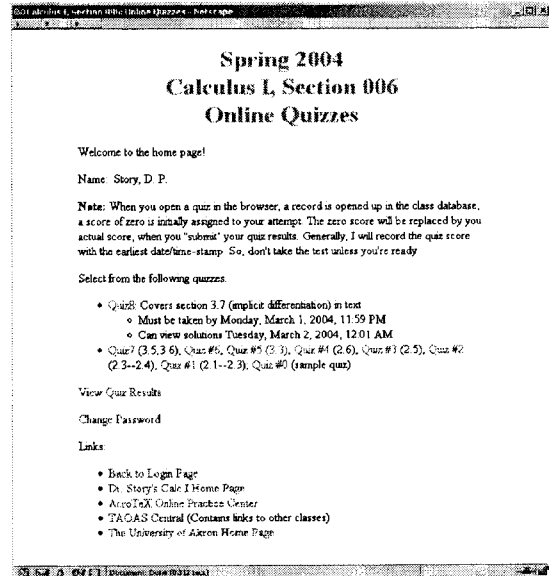 Calculus I, Section 006: Online Quizzes - Netscape
Spring 2004
Calculus I, Section 006
Online Quizzes
Welcome to the home page!
Name: Story, D. P.
Note: When you open a quiz in the browser, a record is opened up in the class database,
a score of zero is initially assigned to your attempt. The zero score will be replaced by you
actual score, when you "submit" your quiz results. Generally, I will record the quiz score
with the earliest date/time-stamp. So, don't take the test unless you're ready
Select from the following quizzes.
• Quiz8: Covers section 3.7 (implicit differentiation) in text
◦ Must be taken by Monday, March 1, 2004, 11:59 PM
◦ Can view solutions Tuesday, March 2, 2004, 12:01 AM
• Quiz7 (3.5,3.6), Quiz #6, Quiz #5 (3.3), Quiz #4 (2.6), Quiz #3 (2.5), Quiz #2
(2.3--2.4), Quiz #1 (2.1--2.3), Quiz #0 (sample quiz)
View Quiz Results
Change Password
Links:
• Back to Login Page
• Dr. Story's Calc I Home Page
• AcroTeX Online Practice Center
• TAQAS Central (Contains links to other classes)
• The University of Akron Home Page
Document: Done